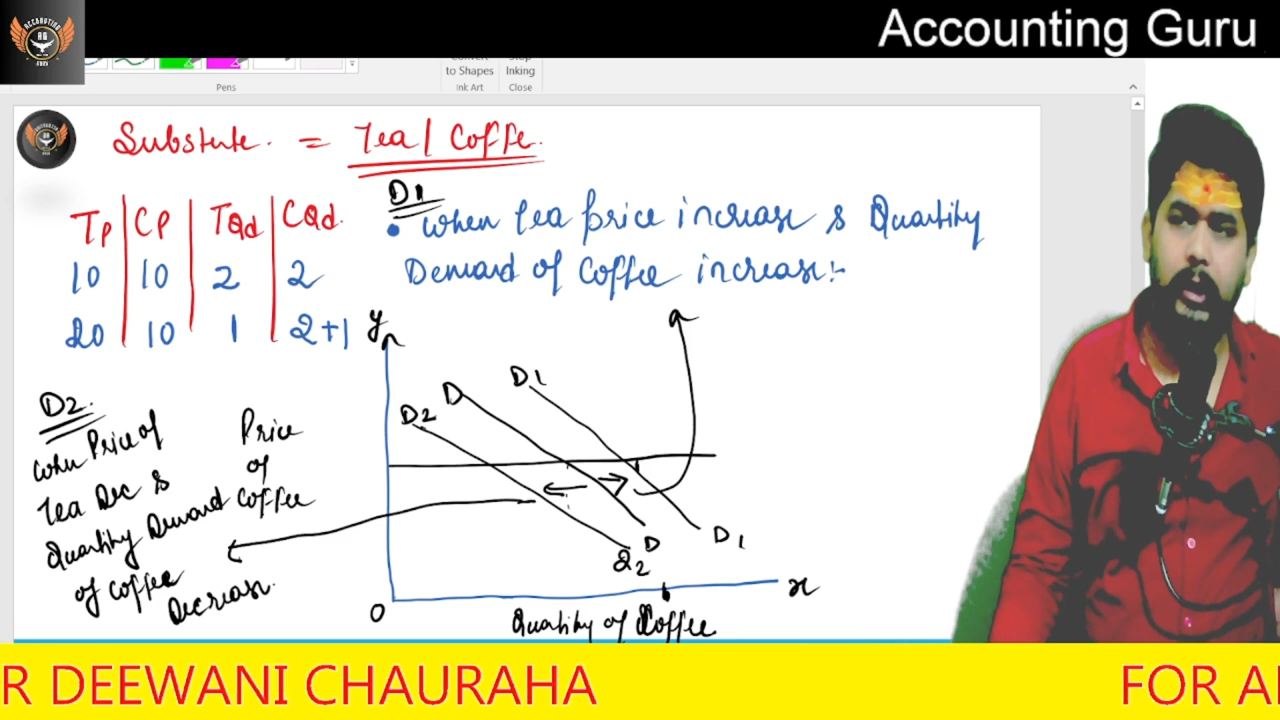 Accounting Guru
Convert
to Shapes
Stop
Inking
Pens
Ink Art
Close
Substute. = Tea/Coffe.
Tp CP TQd CQd.
10 10 2 2
20 10 1 2+1
D1
• When tea price increase & Quantity
Demand of Coffee increase:-
D2.
When Price of
Tea Dec &
Quantity Demand
of Coffee
Decrease.
Price
of
Coffee
y
D2
D
D1
a
D
D1
2
O
x
Quantity of Coffee
R DEEWANI CHAURAHA
FOR A